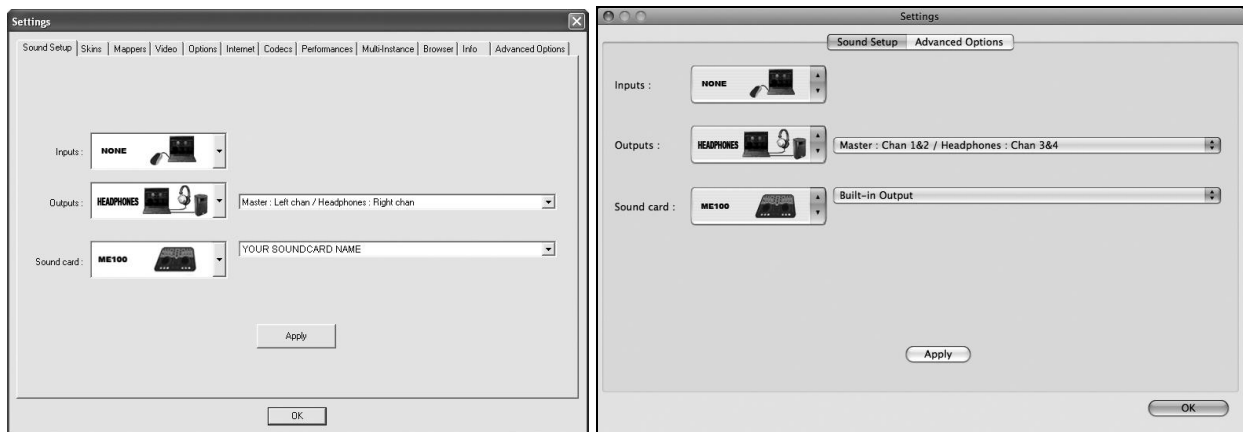 Settings
Sound Setup Skins Mappers Video Options Internet Codecs Performances Multi-Instance Browser Info Advanced Options
Inputs : NONE
Outputs : HEADPHONES Master : Left chan / Headphones : Right chan
Sound card : ME100 YOUR SOUNDCARD NAME
Apply
OK
Settings
Sound Setup Advanced Options
Inputs : NONE
Outputs : HEADPHONES Master : Chan 1&2 / Headphones : Chan 3&4
Sound card : ME100 Built-in Output
Apply
OK